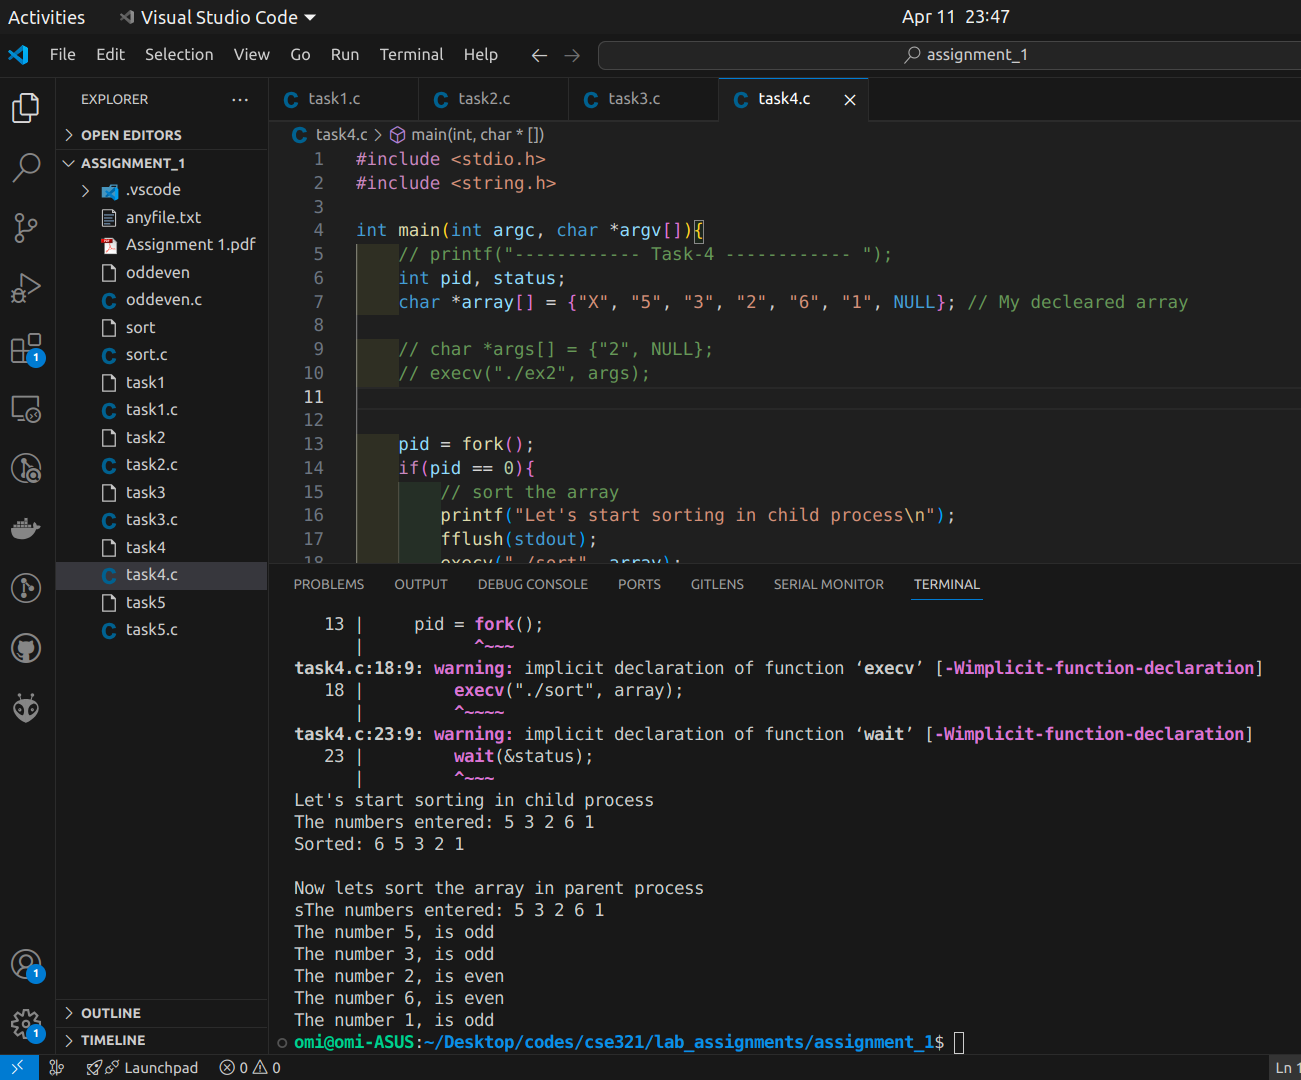 Activities
Visual Studio Code
Apr 11 23:47
File Edit Selection View Go Run Terminal Help
assignment_1
EXPLORER
OPEN EDITORS
ASSIGNMENT_1
.vscode
anyfile.txt
Assignment 1.pdf
oddeven
C oddeven.c
sort
C sort.c
task1
C task1.c
task2
C task2.c
task3
C task3.c
task4
C task4.c
task5
C task5.c
OUTLINE
TIMELINE
1
1
1
C task1.c
C task2.c
C task3.c
C task4.c
C task4.c > main(int, char * [])
1 #include <stdio.h>
2 #include <string.h>
3
4 int main(int argc, char *argv[]){
5 // printf("------------ Task-4 ------------ ");
6 int pid, status;
7 char *array[] = {"X", "5", "3", "2", "6", "1", NULL}; // My decleared array
8
9 // char *args[] = {"2", NULL};
10 // execv("./ex2", args);
11
12
13 pid = fork();
14 if(pid == 0){
15 // sort the array
16 printf("Let's start sorting in child process\n");
17 fflush(stdout);
18 execv("./sort", array);
PROBLEMS OUTPUT DEBUG CONSOLE PORTS GITLENS SERIAL MONITOR TERMINAL
13 | pid = fork();
| ^~~~
task4.c:18:9: warning: implicit declaration of function ‘execv’ [-Wimplicit-function-declaration]
18 | execv("./sort", array);
| ^~~~~
task4.c:23:9: warning: implicit declaration of function ‘wait’ [-Wimplicit-function-declaration]
23 | wait(&status);
| ^~~~
Let's start sorting in child process
The numbers entered: 5 3 2 6 1
Sorted: 6 5 3 2 1
Now lets sort the array in parent process
sThe numbers entered: 5 3 2 6 1
The number 5, is odd
The number 3, is odd
The number 2, is even
The number 6, is even
The number 1, is odd
omi@omi-ASUS:~/Desktop/codes/cse321/lab_assignments/assignment_1$
Launchpad 0 0
Ln 1